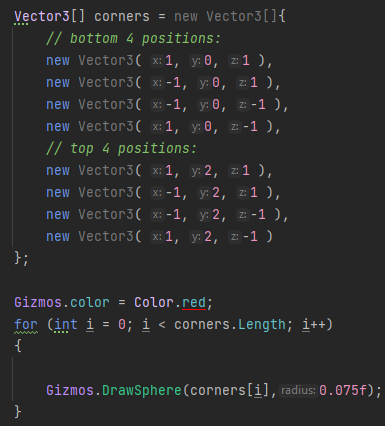 Vector3[] corners = new Vector3[]{
// bottom 4 positions:
new Vector3( x: 1, y: 0, z: 1 ),
new Vector3( x: -1, y: 0, z: 1 ),
new Vector3( x: -1, y: 0, z: -1 ),
new Vector3( x: 1, y: 0, z: -1 ),
// top 4 positions:
new Vector3( x: 1, y: 2, z: 1 ),
new Vector3( x: -1, y: 2, z: 1 ),
new Vector3( x: -1, y: 2, z: -1 ),
new Vector3( x: 1, y: 2, z: -1 )
};
Gizmos.color = Color.red;
for (int i = 0; i < corners.Length; i++)
{
Gizmos.DrawSphere(corners[i], radius: 0.075f);
}